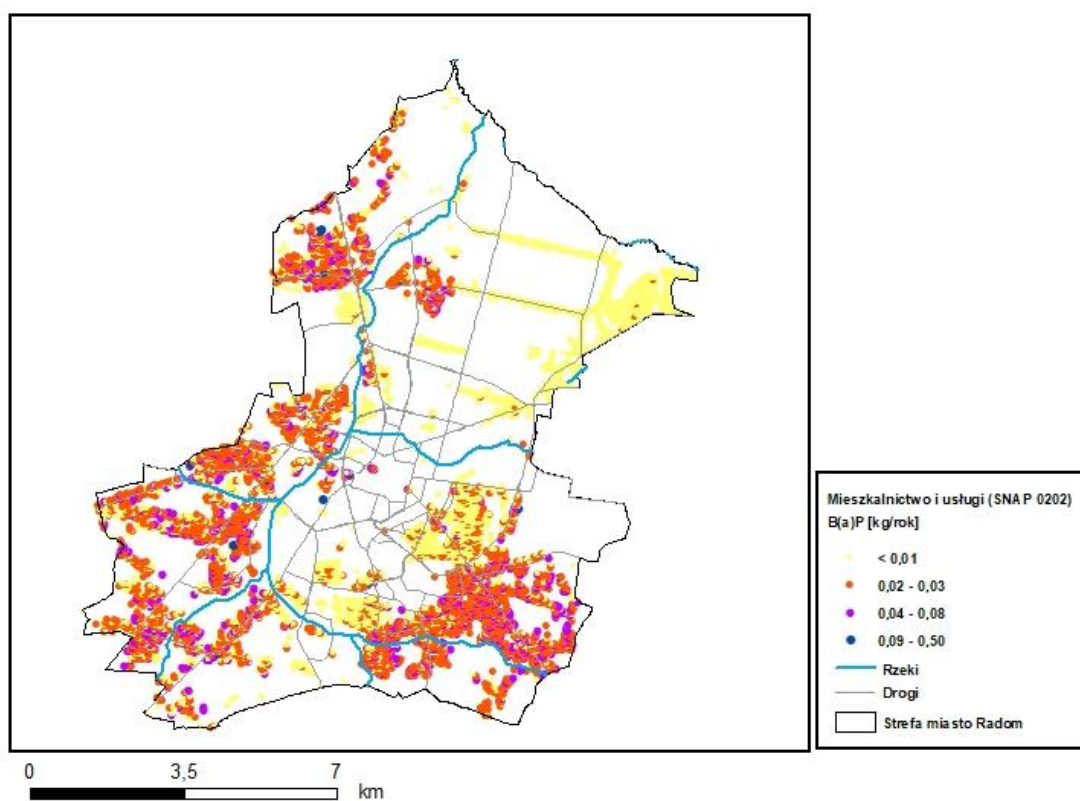 Mieszkalnictwo i usługi (SNAP 0202)
B(a)P [kg/rok]
< 0,01
0,02 - 0,03
0,04 - 0,08
0,09 - 0,50
Rzeki
Drogi
Strefa miasto Radom
0 3,5 7
km